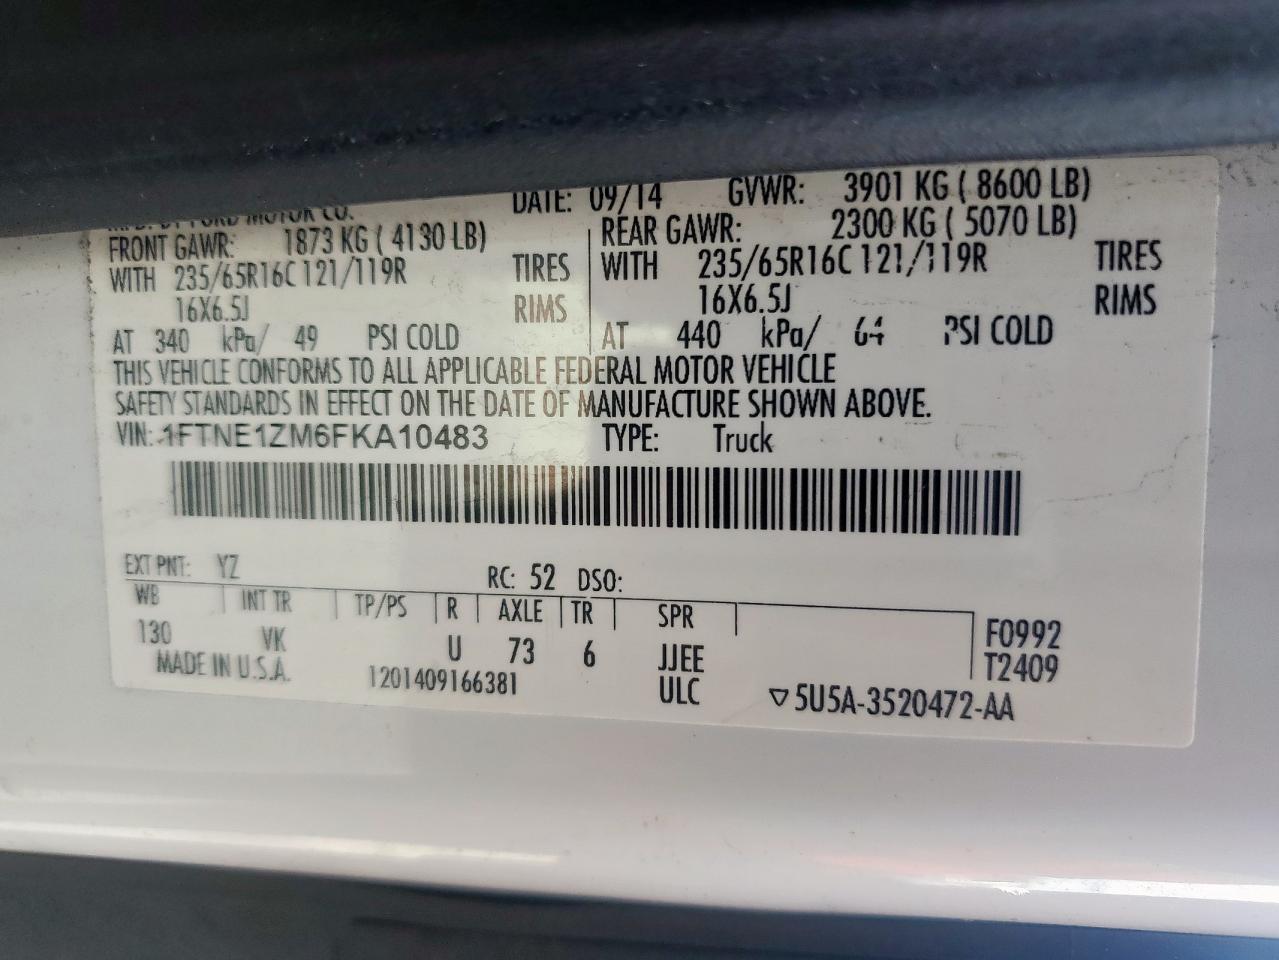 MFD. BY FORD MOTOR CO.
DATE: 09/14 GVWR: 3901 KG ( 8600 LB)
FRONT GAWR: 1873 KG ( 4130 LB) REAR GAWR: 2300 KG ( 5070 LB)
WITH 235/65R16C 121/119R TIRES WITH 235/65R16C 121/119R TIRES
16X6.5J RIMS 16X6.5J RIMS
AT 340 kPa/ 49 PSI COLD AT 440 kPa/ 64 PSI COLD
THIS VEHICLE CONFORMS TO ALL APPLICABLE FEDERAL MOTOR VEHICLE
SAFETY STANDARDS IN EFFECT ON THE DATE OF MANUFACTURE SHOWN ABOVE.
VIN: 1FTNE1ZM6FKA10483 TYPE: Truck
EXT PNT: YZ RC: 52 DSO:
WB INT TR TP/PS R AXLE TR SPR F0992
130 VK U 73 6 JJEE T2409
MADE IN U.S.A. 1201409166381 ULC ▽5U5A-3520472-AA